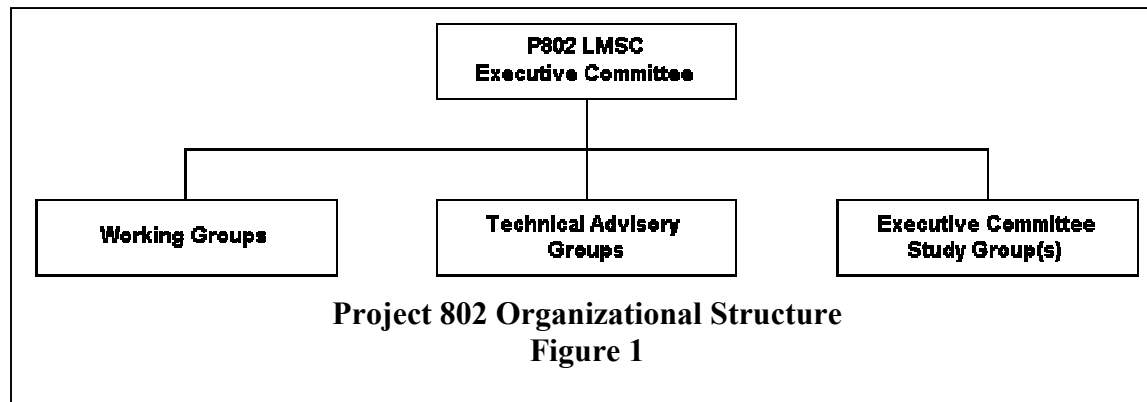 P802 LMSC
Executive Committee
Working Groups
Technical Advisory
Groups
Executive Committee
Study Group(s)
Project 802 Organizational Structure
Figure 1